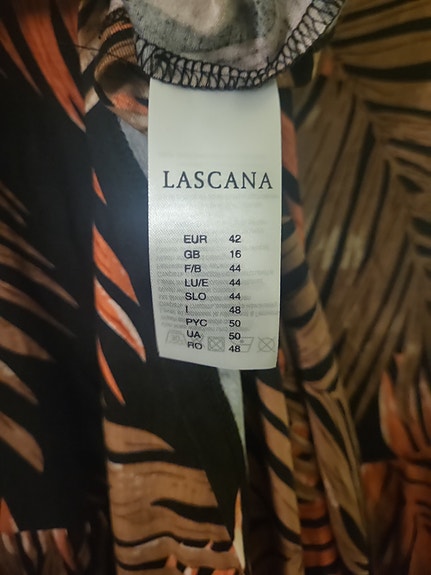 LASCANA
EUR 42
GB 16
F/B 44
LU/E 44
SLO 44
I 48
PYC 50
UA 50
RO 48